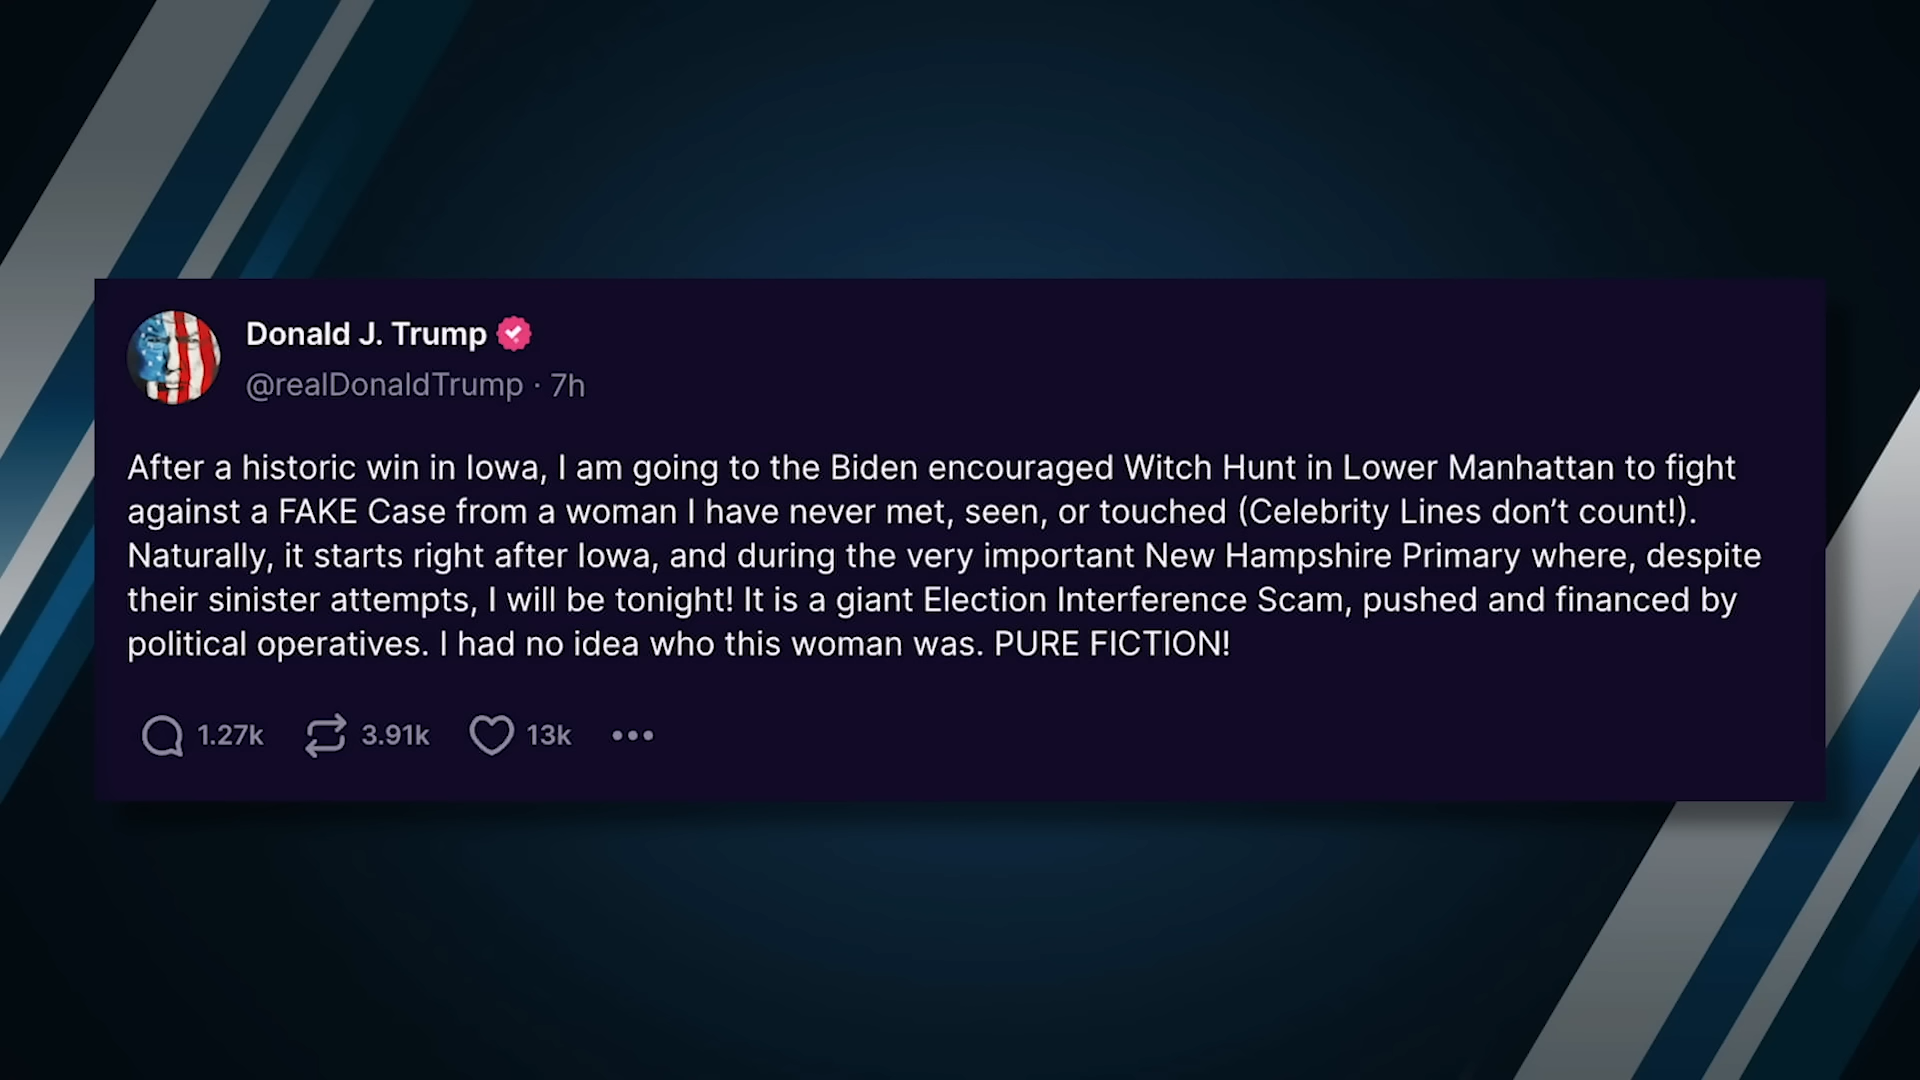 Donald J. Trump
@realDonaldTrump · 7h
After a historic win in Iowa, I am going to the Biden encouraged Witch Hunt in Lower Manhattan to fight
against a FAKE Case from a woman I have never met, seen, or touched (Celebrity Lines don’t count!).
Naturally, it starts right after Iowa, and during the very important New Hampshire Primary where, despite
their sinister attempts, I will be tonight! It is a giant Election Interference Scam, pushed and financed by
political operatives. I had no idea who this woman was. PURE FICTION!
1.27k 3.91k 13k